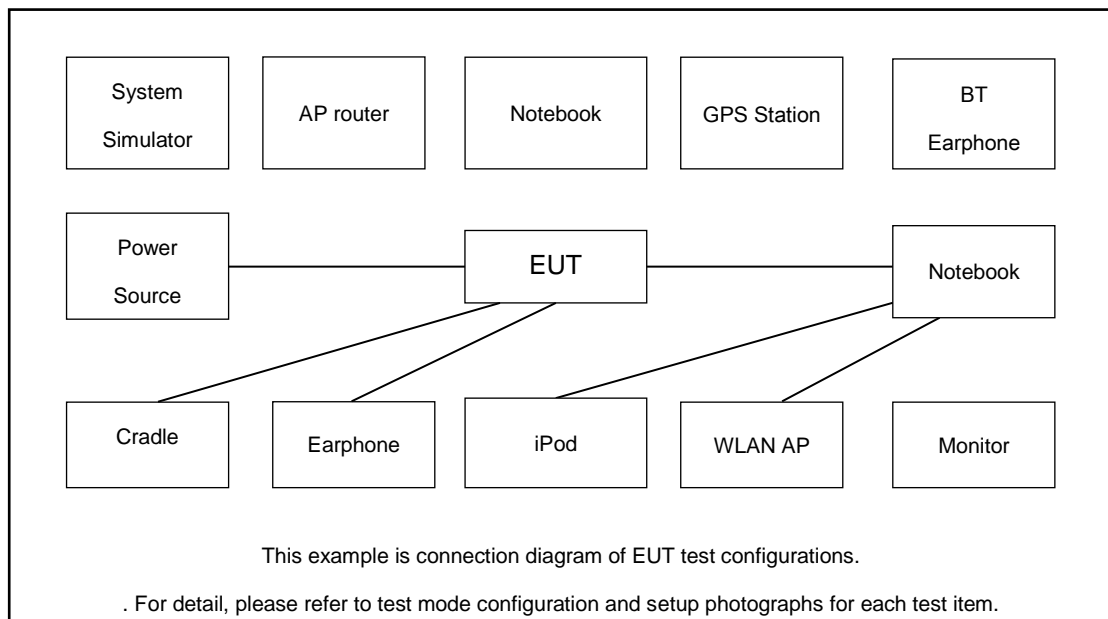 System
Simulator
AP router
Notebook
GPS Station
BT
Earphone
Power
Source
EUT
Notebook
Cradle
Earphone
iPod
WLAN AP
Monitor
This example is connection diagram of EUT test configurations.
. For detail, please refer to test mode configuration and setup photographs for each test item.